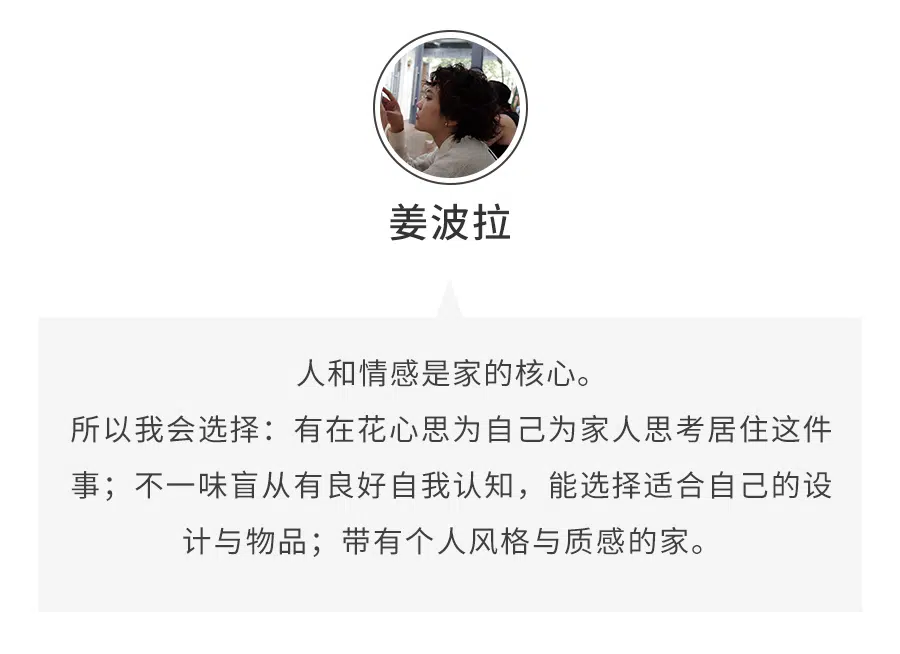 姜波拉
人和情感是家的核心。
所以我会选择：有在花心思为自己为家人思考居住这件
事；不一味盲从有良好自我认知，能选择适合自己的设
计与物品；带有个人风格与质感的家。